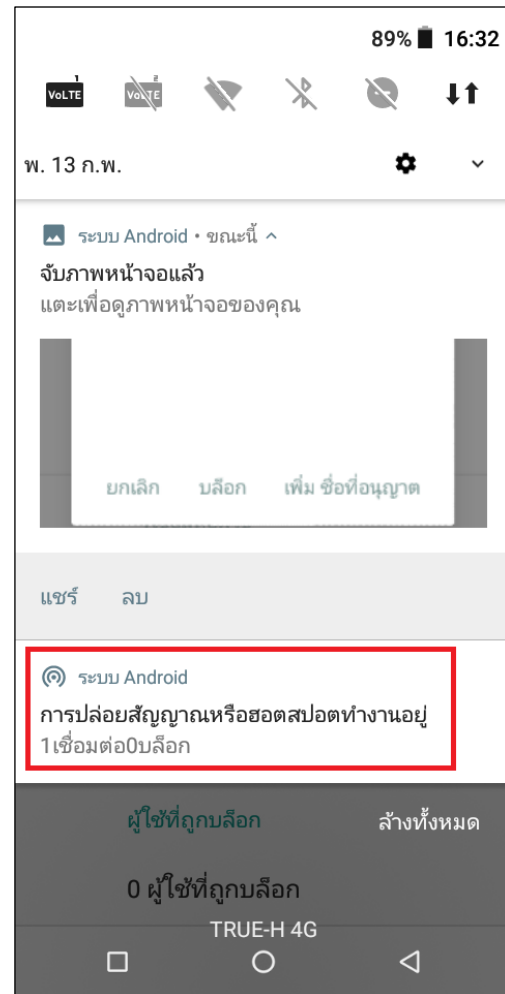 89% 16:32
VoLTE VoLTE
พ. 13 ก.พ.
ระบบ Android • ขณะนี้
จับภาพหน้าจอแล้ว
แตะเพื่อดูภาพหน้าจอของคุณ
ยกเลิก บล็อก เพิ่ม ชื่อที่อนุญาต
แชร์ ลบ
ระบบ Android
การปล่อยสัญญาณหรือฮอตสปอตทำงานอยู่
1เชื่อมต่อ0บล็อก
ผู้ใช้ที่ถูกบล็อก ล้างทั้งหมด
0 ผู้ใช้ที่ถูกบล็อก
TRUE-H 4G